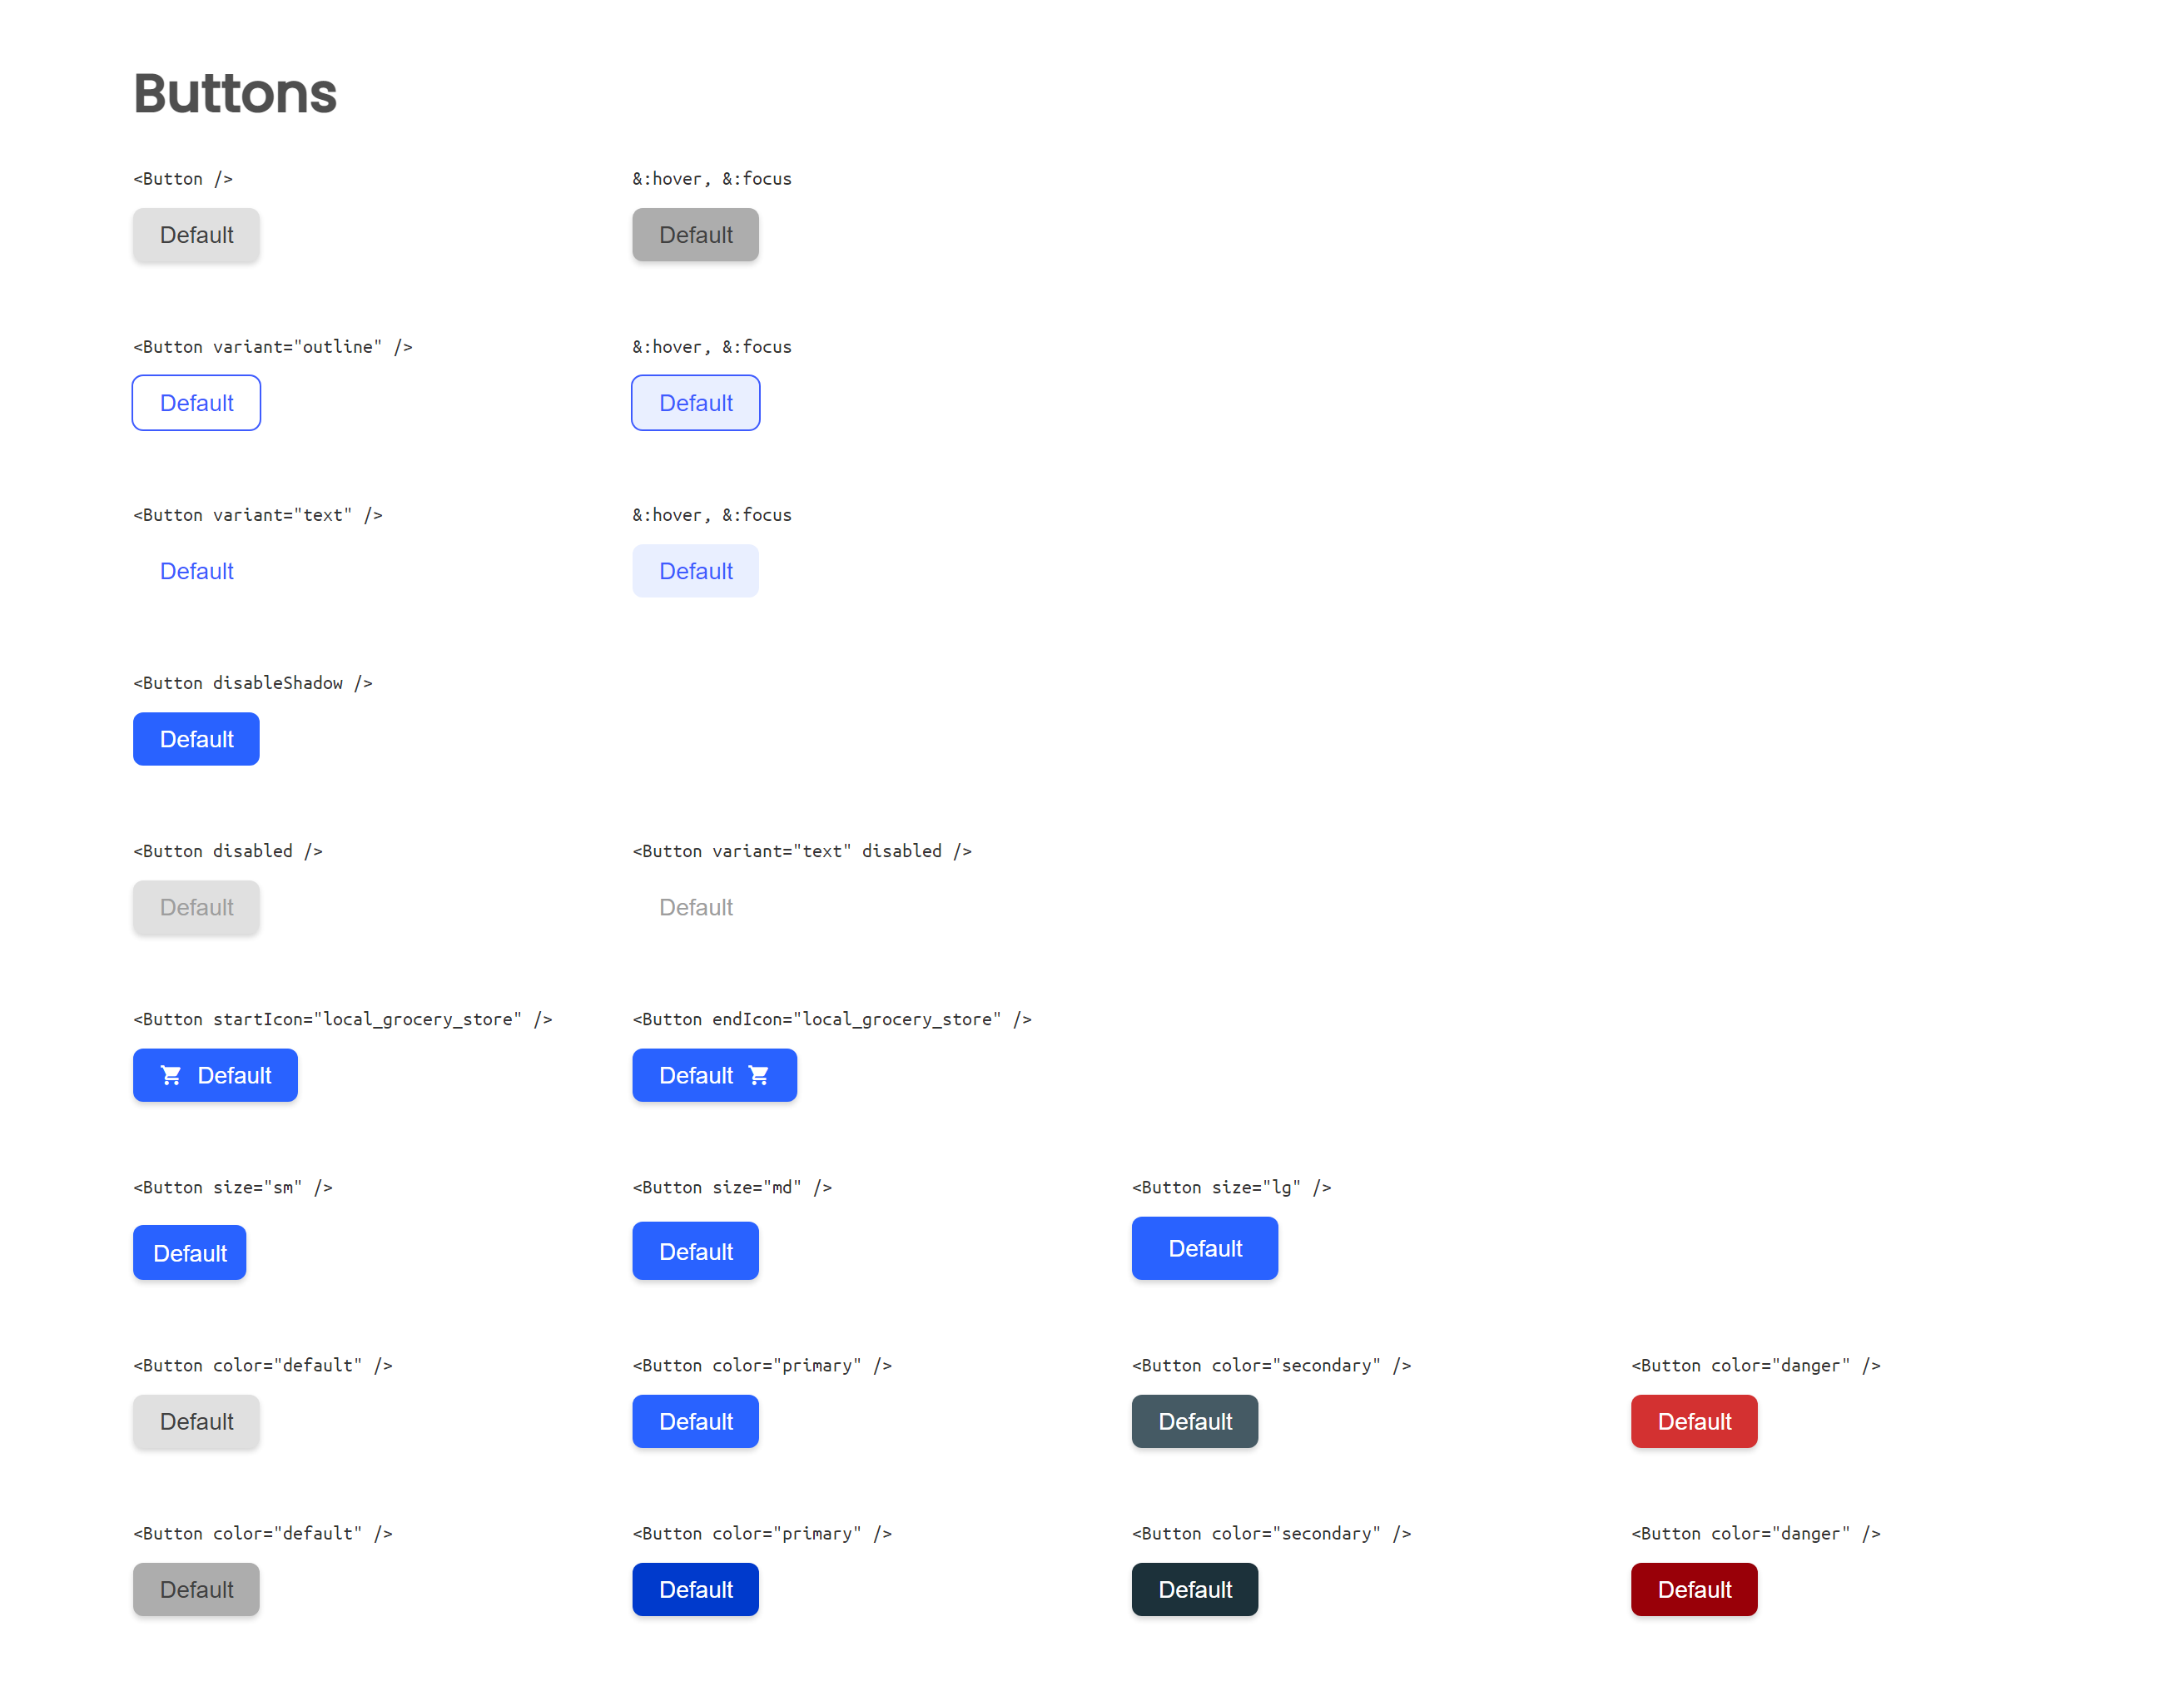 Buttons
<Button />
&:hover, &:focus
Default
Default
<Button variant="outline" />
&:hover, &:focus
Default
Default
<Button variant="text" />
&:hover, &:focus
Default
Default
<Button disableShadow />
Default
<Button disabled />
<Button variant="text" disabled />
Default
Default
<Button startIcon="local_grocery_store" />
<Button endIcon="local_grocery_store" />
Default
Default
<Button size="sm" />
<Button size="md" />
<Button size="lg" />
Default
Default
Default
<Button color="default" />
<Button color="primary" />
<Button color="secondary" />
<Button color="danger" />
Default
Default
Default
Default
<Button color="default" />
<Button color="primary" />
<Button color="secondary" />
<Button color="danger" />
Default
Default
Default
Default